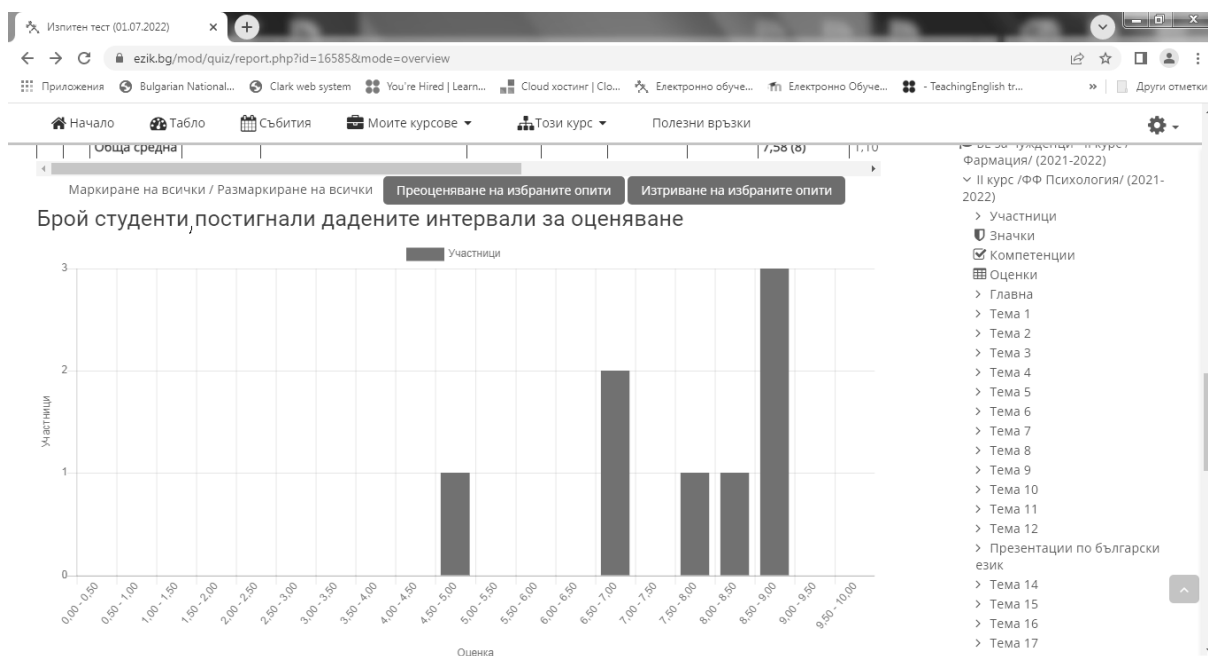 Изпитен тест (01.07.2022)
ezik.bg/mod/quiz/report.php?id=16585&mode=overview
Приложения Bulgarian National... Clark web system You're Hired | Learn... Cloud хостинг | Clo... Електронно обуче... Електронно Обуче... - TeachingEnglish tr... » Други отметки
Начало Табло Събития Моите курсове Този курс Полезни връзки
Обща средна 7,58 (8) 1,10
Маркиране на всички / Размаркиране на всички Преоценяване на избраните опити Изтриване на избраните опити
Брой студенти, постигнали дадените интервали за оценяване
Участници
3
2
1
0
Участници
0,00 - 0,50
0,50 - 1,00
1,00 - 1,50
1,50 - 2,00
2,00 - 2,50
2,50 - 3,00
3,00 - 3,50
3,50 - 4,00
4,00 - 4,50
4,50 - 5,00
5,00 - 5,50
5,50 - 6,00
6,00 - 6,50
6,50 - 7,00
7,00 - 7,50
7,50 - 8,00
8,00 - 8,50
8,50 - 9,00
9,00 - 9,50
9,50 - 10,00
Оценка
БЕ за чужденци - II курс /
Фармация/ (2021-2022)
II курс /ФФ Психология/ (2021-
2022)
Участници
Значки
Компетенции
Оценки
Главна
Тема 1
Тема 2
Тема 3
Тема 4
Тема 5
Тема 6
Тема 7
Тема 8
Тема 9
Тема 10
Тема 11
Тема 12
Презентации по български
език
Тема 14
Тема 15
Тема 16
Тема 17